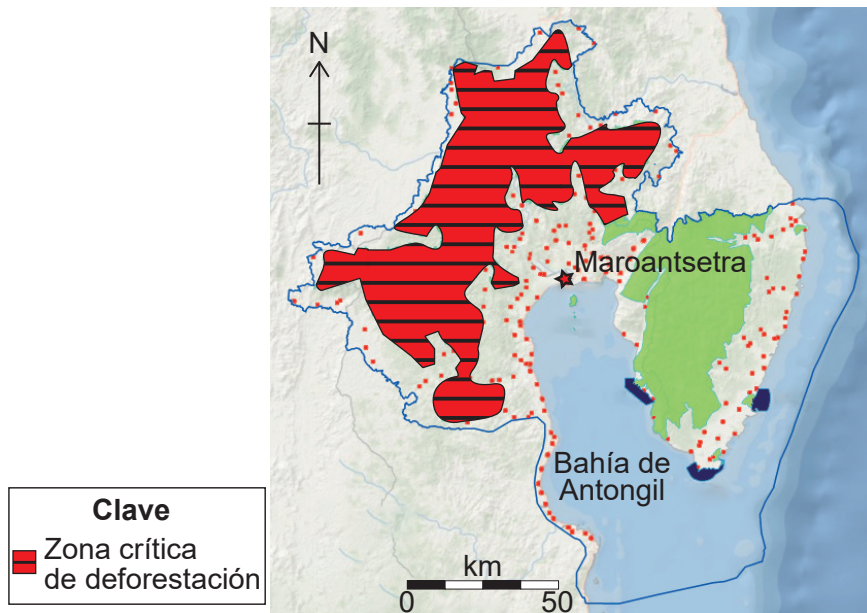 N
Maroantsetra
Bahía de
Antongil
Clave
Zona crítica
de deforestación
km
0 50